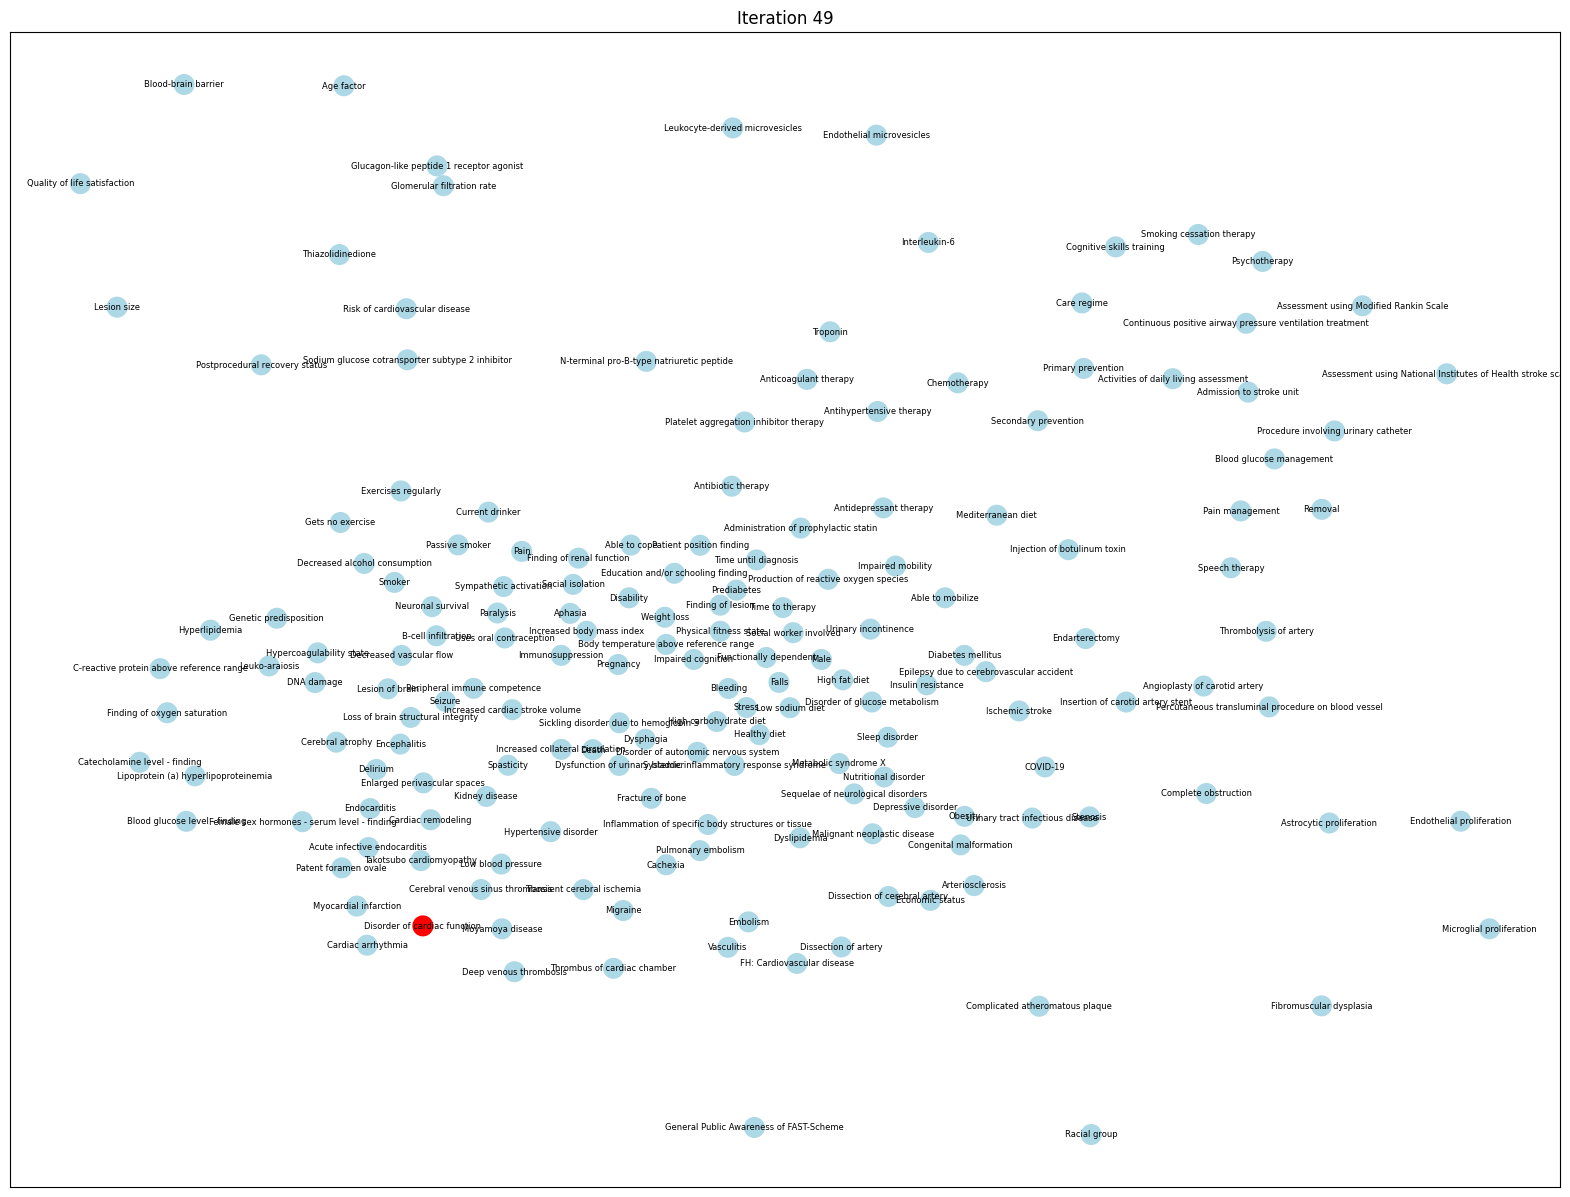 Iteration 49
Blood-brain barrier
Age factor
Leukocyte-derived microvesicles
Endothelial microvesicles
Glucagon-like peptide 1 receptor agonist
Quality of life satisfaction
Glomerular filtration rate
Smoking cessation therapy
Interleukin-6
Cognitive skills training
Thiazolidinedione
Psychotherapy
Care regime
Lesion size
Assessment using Modified Rankin Scale
Risk of cardiovascular disease
Continuous positive airway pressure ventilation treatment
Troponin
Sodium glucose cotransporter subtype 2 inhibitor
N-terminal pro-B-type natriuretic peptide
Postprocedural recovery status
Primary prevention
Assessment using National Institutes of Health stroke sc
Anticoagulant therapy
Activities of daily living assessment
Chemotherapy
Admission to stroke unit
Antihypertensive therapy
Secondary prevention
Platelet aggregation inhibitor therapy
Procedure involving urinary catheter
Blood glucose management
Antibiotic therapy
Exercises regularly
Antidepressant therapy
Removal
Pain management
Current drinker
Mediterranean diet
Gets no exercise
Administration of prophylactic statin
Passive smoker
Able to cope
Patient position finding
Injection of botulinum toxin
Pain
Finding of renal function
Time until diagnosis
Decreased alcohol consumption
Impaired mobility
Speech therapy
Education and/or schooling finding
Production of reactive oxygen species
Smoker
Social isolation
Sympathetic activation
Prediabetes
Disability
Able to mobilize
Neuronal survival
Finding of lesion
Time to therapy
Paralysis
Aphasia
Weight loss
Genetic predisposition
Hyperlipidemia
Urinary incontinence
Increased body mass index
Physical fitness state
Thrombolysis of artery
Social worker involved
B-cell infiltration
Uses oral contraception
Endarterectomy
Body temperature above reference range
Hypercoagulability state
Decreased vascular flow
Immunosuppression
Diabetes mellitus
Functionally dependent
Impaired cognition
Male
Pregnancy
Leuko-araiosis
C-reactive protein above reference range
Epilepsy due to cerebrovascular accident
High fat diet
DNA damage
Falls
Insulin resistance
Angioplasty of carotid artery
Lesion of brain
Peripheral immune competence
Bleeding
Seizure
Disorder of glucose metabolism
Insertion of carotid artery stent
Stress
Percutaneous transluminal procedure on blood vessel
Low sodium diet
Increased cardiac stroke volume
Ischemic stroke
Finding of oxygen saturation
Loss of brain structural integrity
High-carbohydrate diet
Sickling disorder due to hemoglobin S
Healthy diet
Sleep disorder
Dysphagia
Cerebral atrophy
Encephalitis
Increased collateral circulation
Death
Disorder of autonomic nervous system
Catecholamine level - finding
Metabolic syndrome X
Spasticity
Dysfunction of urinary bladder
Systemic inflammatory response syndrome
COVID-19
Delirium
Lipoprotein (a) hyperlipoproteinemia
Nutritional disorder
Enlarged perivascular spaces
Complete obstruction
Sequelae of neurological disorders
Kidney disease
Fracture of bone
Endocarditis
Depressive disorder
Obesity
Stenosis
Urinary tract infectious disease
Cardiac remodeling
Blood glucose level - finding
Female sex hormones - serum level - finding
Endothelial proliferation
Astrocytic proliferation
Inflammation of specific body structures or tissue
Hypertensive disorder
Malignant neoplastic disease
Dyslipidemia
Congenital malformation
Acute infective endocarditis
Pulmonary embolism
Takotsubo cardiomyopathy
Low blood pressure
Cachexia
Patent foramen ovale
Arteriosclerosis
Cerebral venous sinus thrombosis
Transient cerebral ischemia
Dissection of cerebral artery
Economic status
Myocardial infarction
Migraine
Embolism
Disorder of cardiac function
Moyamoya disease
Microglial proliferation
Cardiac arrhythmia
Vasculitis
Dissection of artery
FH: Cardiovascular disease
Thrombus of cardiac chamber
Deep venous thrombosis
Complicated atheromatous plaque
Fibromuscular dysplasia
General Public Awareness of FAST-Scheme
Racial group